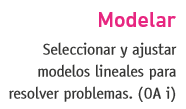 Modelar
Seleccionar y ajustar
modelos lineales para
resolver problemas. (OA i)